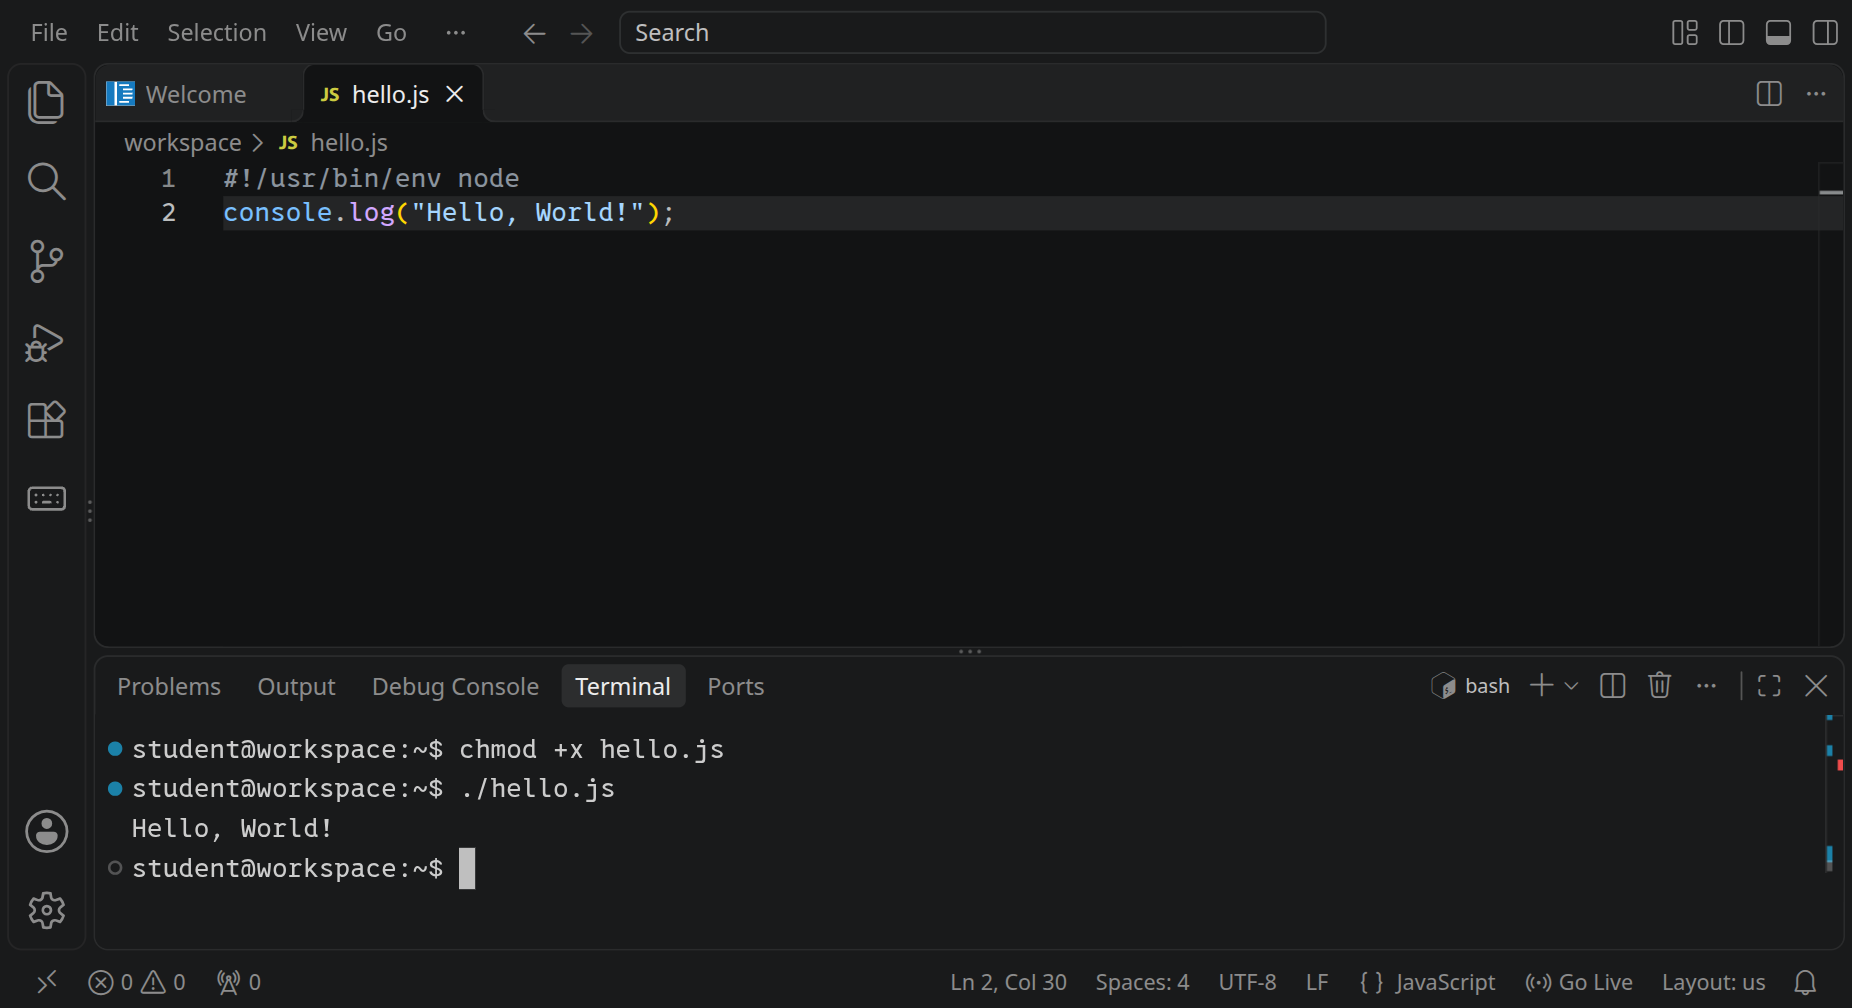 File Edit Selection View Go ··· Search
Welcome JS hello.js
workspace > JS hello.js
1 #!/usr/bin/env node
2 console.log("Hello, World!");
Problems Output Debug Console Terminal Ports bash
student@workspace:~$ chmod +x hello.js
student@workspace:~$ ./hello.js
Hello, World!
student@workspace:~$
0 0 0 Ln 2, Col 30 Spaces: 4 UTF-8 LF { } JavaScript Go Live Layout: us